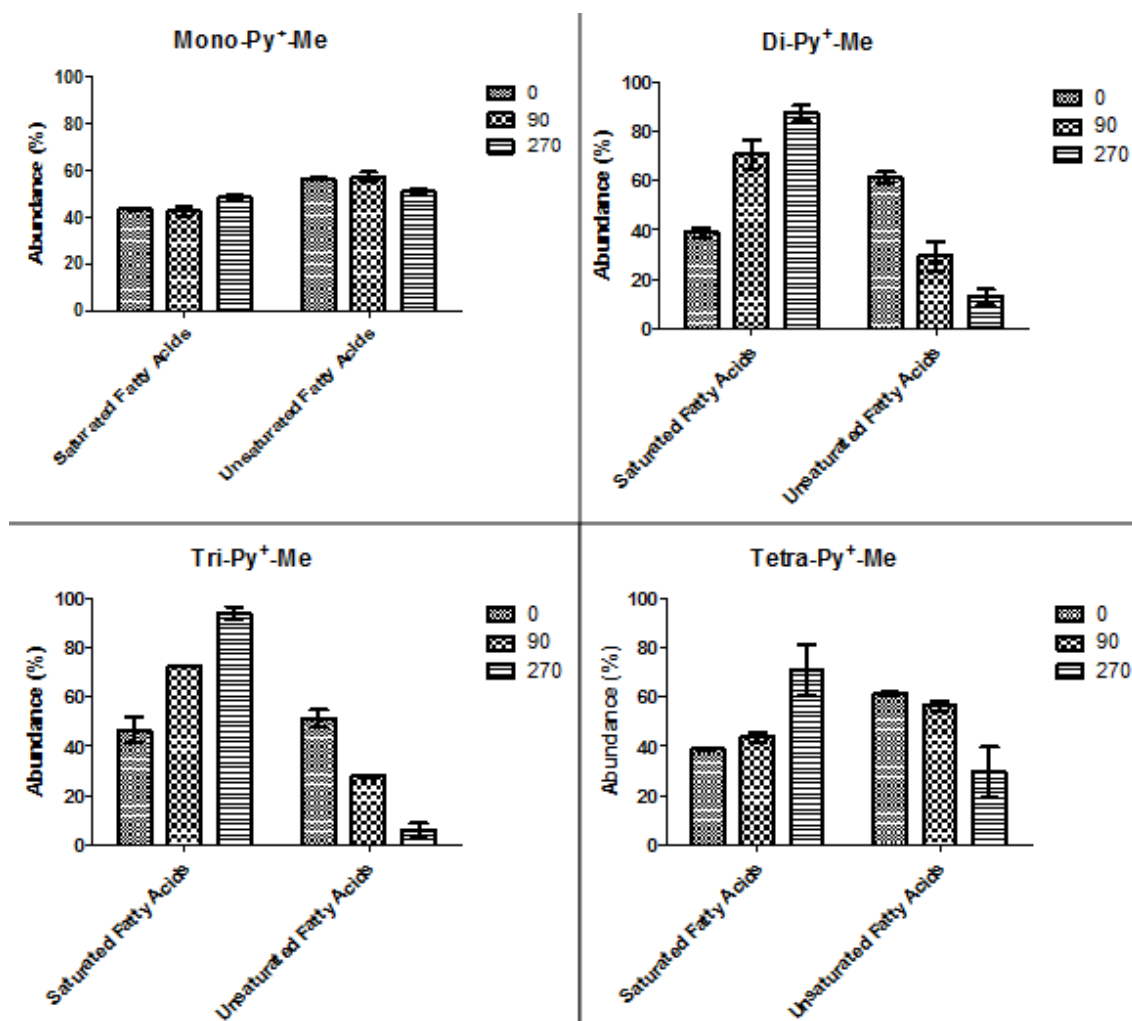 Mono-Py⁺-Me
100
80
60
40
20
0
Abundance (%)
0
90
270
Saturated Fatty Acids
Unsaturated Fatty Acids
Di-Py⁺-Me
100
80
60
40
20
0
Abundance (%)
0
90
270
Saturated Fatty Acids
Unsaturated Fatty Acids
Tri-Py⁺-Me
100
80
60
40
20
0
Abundance (%)
0
90
270
Saturated Fatty Acids
Unsaturated Fatty Acids
Tetra-Py⁺-Me
100
80
60
40
20
0
Abundance (%)
0
90
270
Saturated Fatty Acids
Unsaturated Fatty Acids